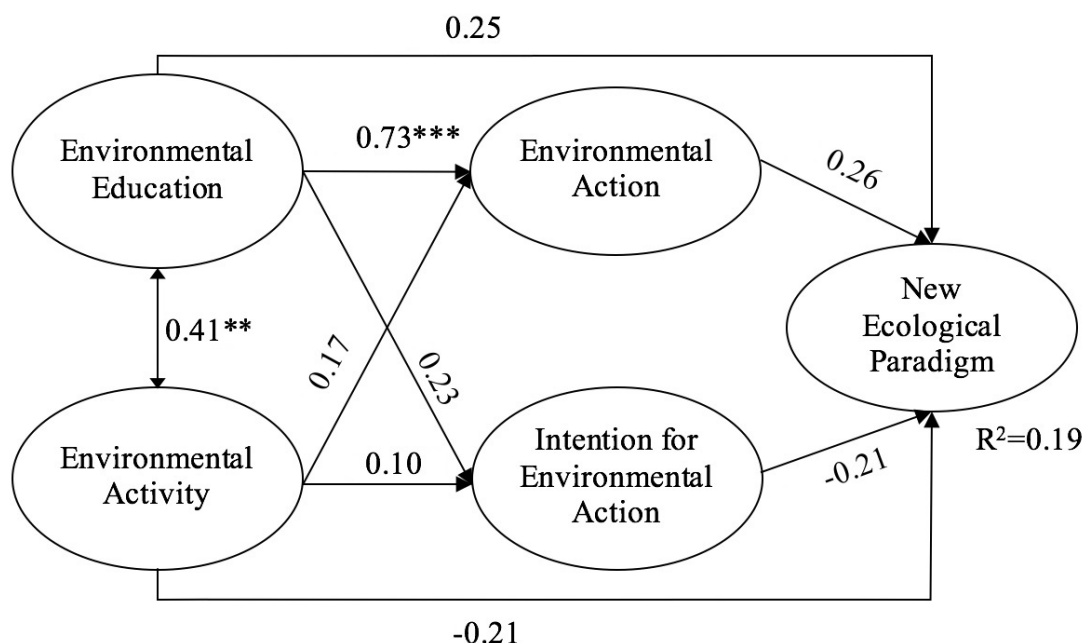 0.25
Environmental
Education
0.73***
Environmental
Action
0.26
New
Ecological
Paradigm
R²=0.19
0.41**
0.17
0.23
Environmental
Activity
0.10
Intention for
Environmental
Action
-0.21
-0.21